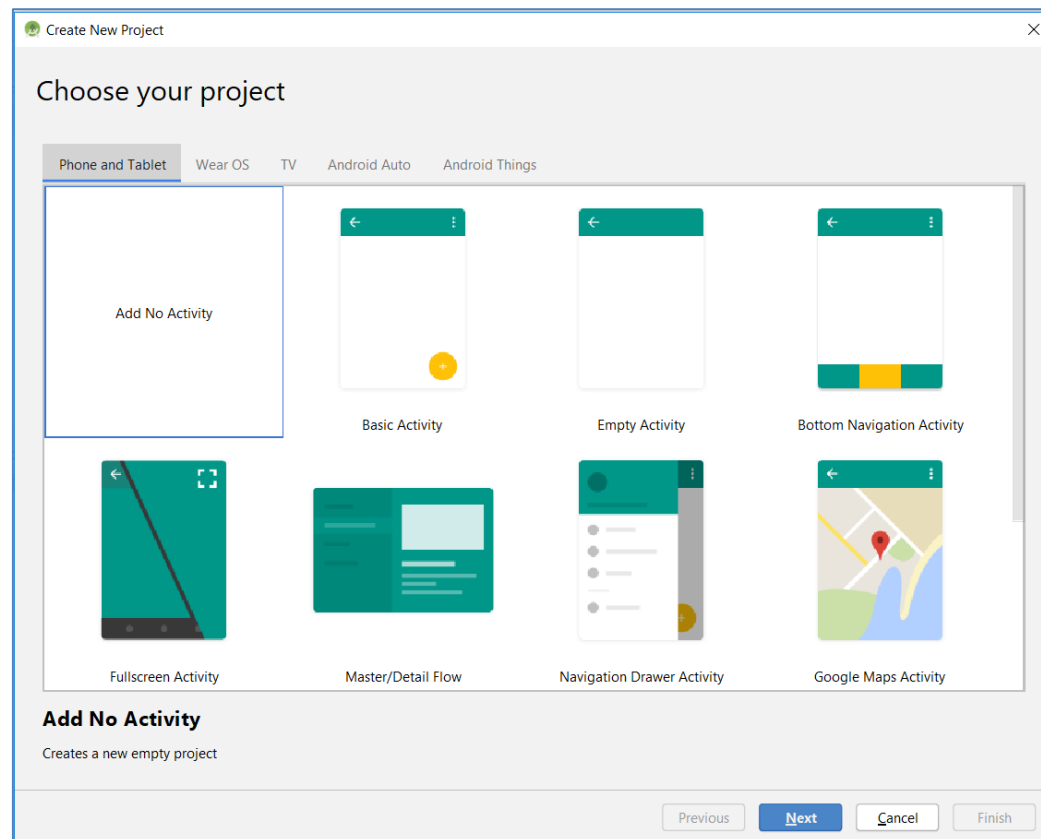 Create New Project
Choose your project
Phone and Tablet Wear OS TV Android Auto Android Things
Add No Activity
Basic Activity Empty Activity Bottom Navigation Activity
Fullscreen Activity Master/Detail Flow Navigation Drawer Activity Google Maps Activity
Add No Activity
Creates a new empty project
Previous Next Cancel Finish